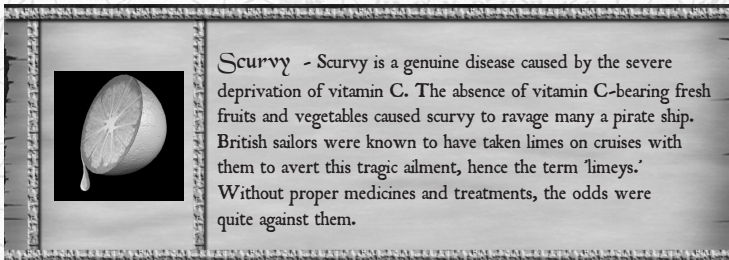 Scurvy - Scurvy is a genuine disease caused by the severe
deprivation of vitamin C. The absence of vitamin C-bearing fresh
fruits and vegetables caused scurvy to ravage many a pirate ship.
British sailors were known to have taken limes on cruises with
them to avert this tragic ailment, hence the term 'limeys.'
Without proper medicines and treatments, the odds were
quite against them.